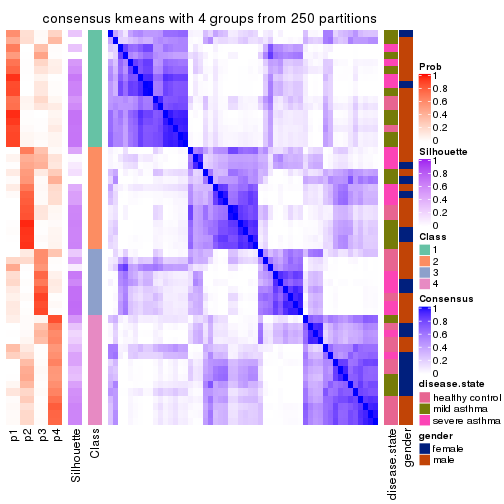 consensus kmeans with 4 groups from 250 partitions
p1
p2
p3
p4
Silhouette
Class
disease.state
gender
Prob
1
0.8
0.6
0.4
0.2
0
Silhouette
1
0.8
0.6
0.4
0.2
0
Class
1
2
3
4
Consensus
1
0.8
0.6
0.4
0.2
0
disease.state
healthy control
mild asthma
severe asthma
gender
female
male